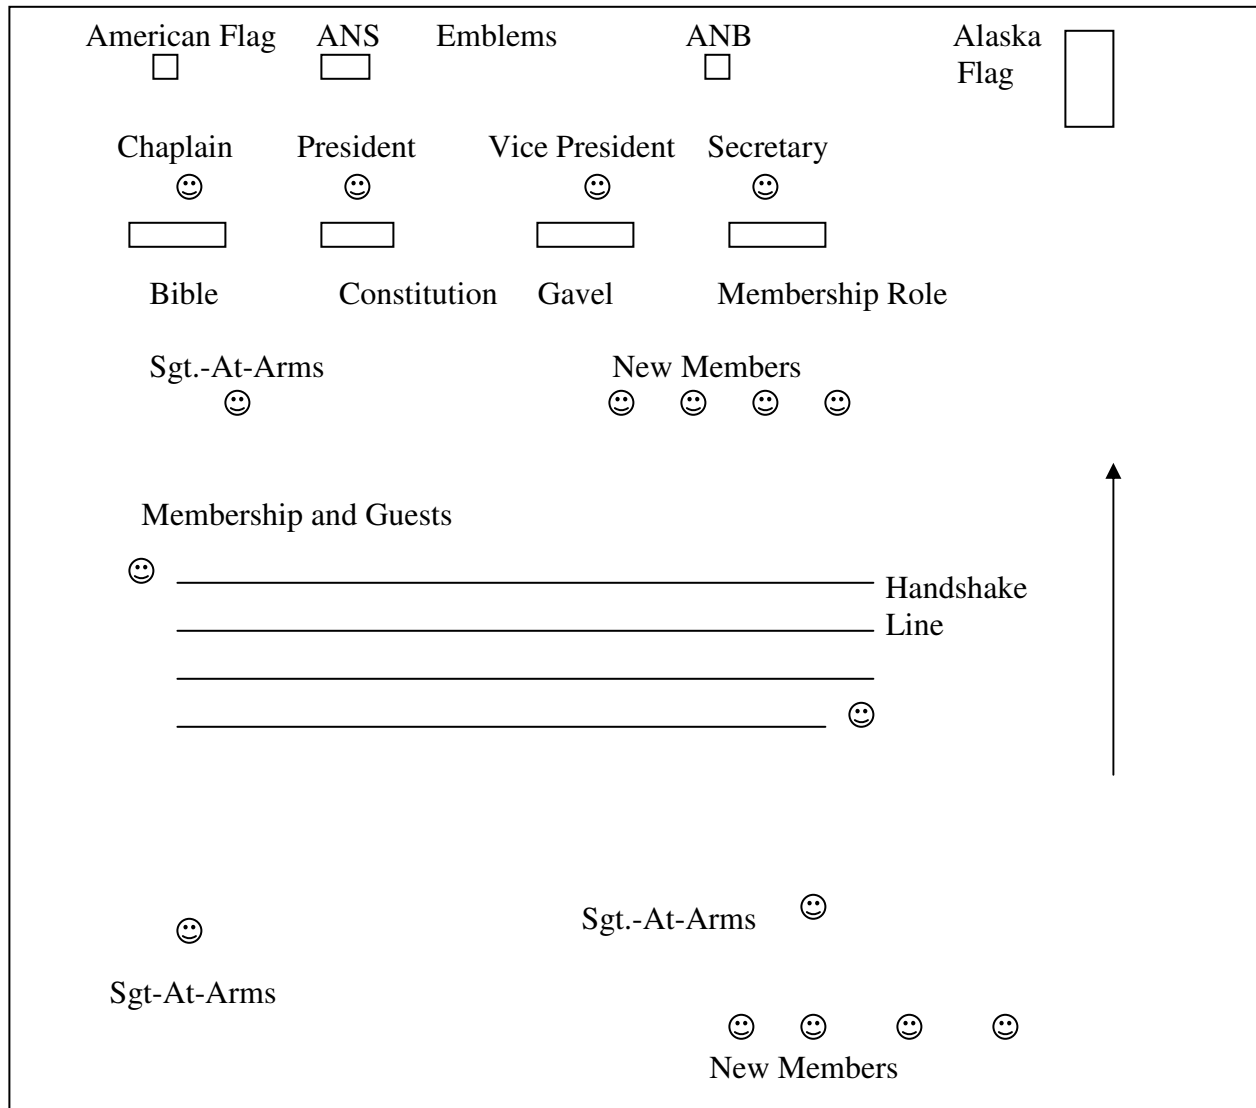 American Flag ANS Emblems ANB Alaska
Flag
Chaplain President Vice President Secretary
Bible Constitution Gavel Membership Role
Sgt.-At-Arms New Members
Membership and Guests
Handshake
Line
Sgt.-At-Arms
Sgt-At-Arms
New Members